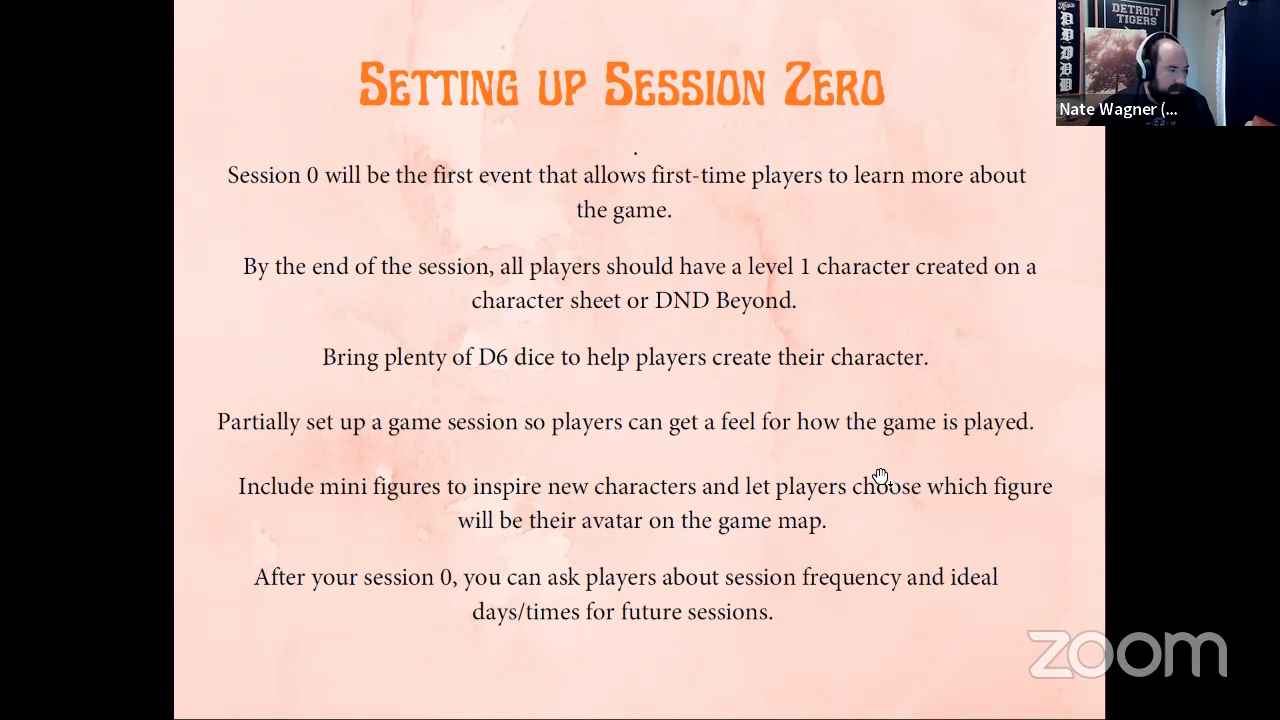 Setting up Session Zero
.
Session 0 will be the first event that allows first-time players to learn more about
the game.
By the end of the session, all players should have a level 1 character created on a
character sheet or DND Beyond.
Bring plenty of D6 dice to help players create their character.
Partially set up a game session so players can get a feel for how the game is played.
Include mini figures to inspire new characters and let players choose which figure
will be their avatar on the game map.
After your session 0, you can ask players about session frequency and ideal
days/times for future sessions.
DETROIT
TIGERS
Nate Wagner (...
zoom